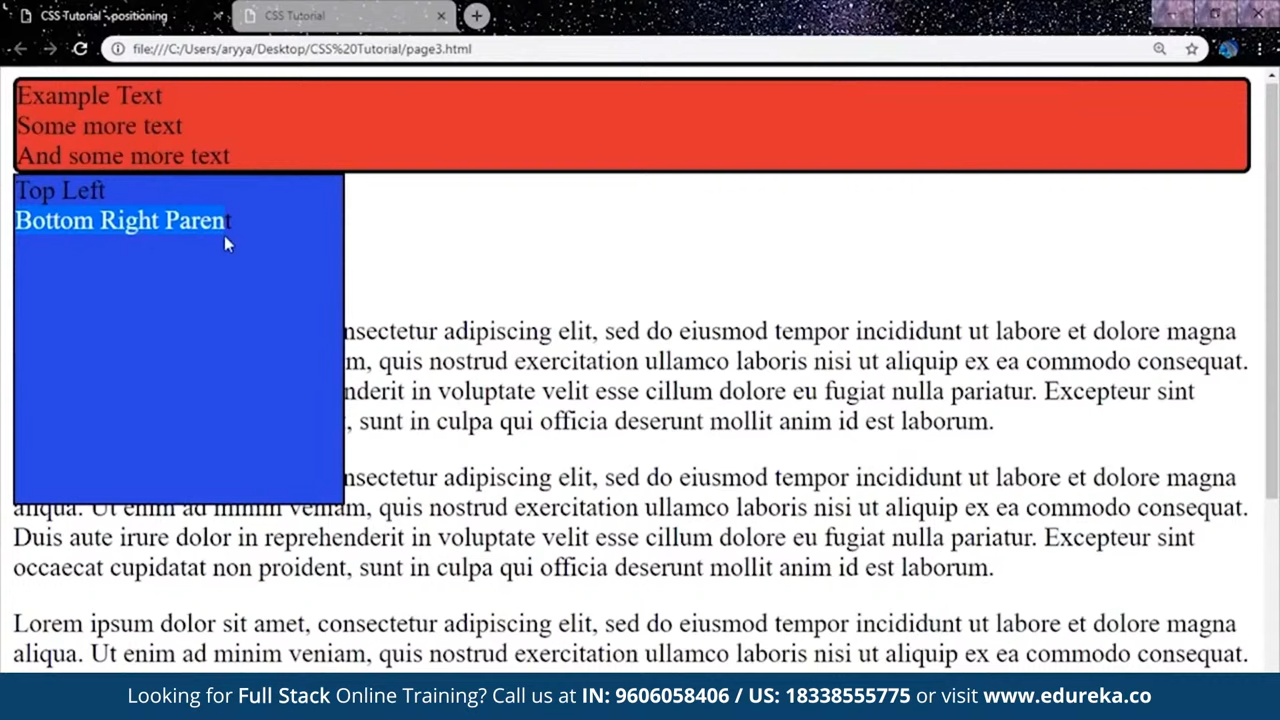 CSS Tutorial - positioning
CSS Tutorial
file:///C:/Users/aryya/Desktop/CSS%20Tutorial/page3.html
Example Text
Some more text
And some more text
Top Left
Bottom Right Parent
nsectetur adipiscing elit, sed do eiusmod tempor incididunt ut labore et dolore magna
m, quis nostrud exercitation ullamco laboris nisi ut aliquip ex ea commodo consequat.
nderit in voluptate velit esse cillum dolore eu fugiat nulla pariatur. Excepteur sint
, sunt in culpa qui officia deserunt mollit anim id est laborum.
nsectetur adipiscing elit, sed do eiusmod tempor incididunt ut labore et dolore magna
aliqua. Ut enim ad minim veniam, quis nostrud exercitation ullamco laboris nisi ut aliquip ex ea commodo consequat.
Duis aute irure dolor in reprehenderit in voluptate velit esse cillum dolore eu fugiat nulla pariatur. Excepteur sint
occaecat cupidatat non proident, sunt in culpa qui officia deserunt mollit anim id est laborum.
Lorem ipsum dolor sit amet, consectetur adipiscing elit, sed do eiusmod tempor incididunt ut labore et dolore magna
aliqua. Ut enim ad minim veniam, quis nostrud exercitation ullamco laboris nisi ut aliquip ex ea commodo consequat.
Looking for Full Stack Online Training? Call us at IN: 9606058406 / US: 18338555775 or visit www.edureka.co